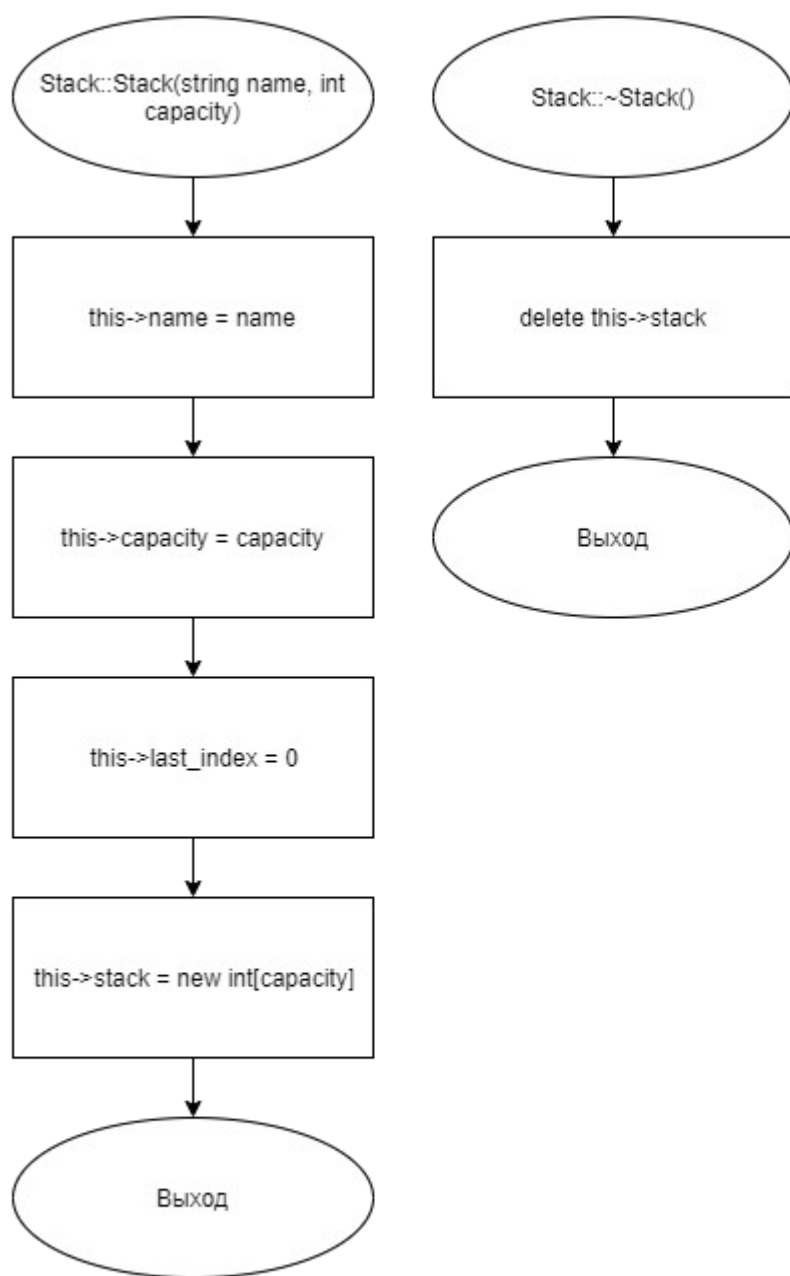 Stack::Stack(string name, int
capacity)
this->name = name
this->capacity = capacity
this->last_index = 0
this->stack = new int[capacity]
Выход
Stack::~Stack()
delete this->stack
Выход